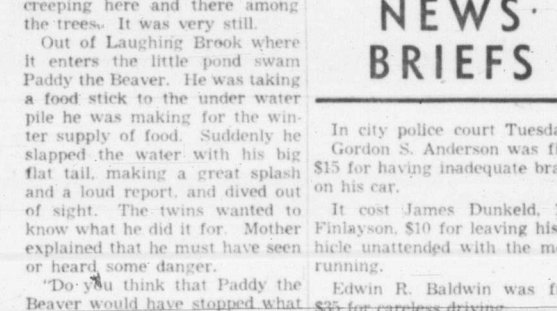 creeping here and there among
the trees. It was very still.
Out of Laughing Brook where
it enters the little pond swam
Paddy the Beaver. He was taking
a food stick to the under water
pile he was making for the win-
ter supply of food. Suddenly he
slapped the water with his big
flat tail, making a great splash
and a loud report, and dived out
of sight. The twins wanted to
know what he did it for. Mother
explained that he must have seen
or heard some danger.
"Do you think that Paddy the
Beaver would have stopped what
NEWS
BRIEFS
In city police court Tuesda
Gordon S. Anderson was fi
$15 for having inadequate bra
on his car.
It cost James Dunkeld,
Finlayson, $10 for leaving his
hicle unattended with the m
running.
Edwin R. Baldwin was f
$35 for careless driving